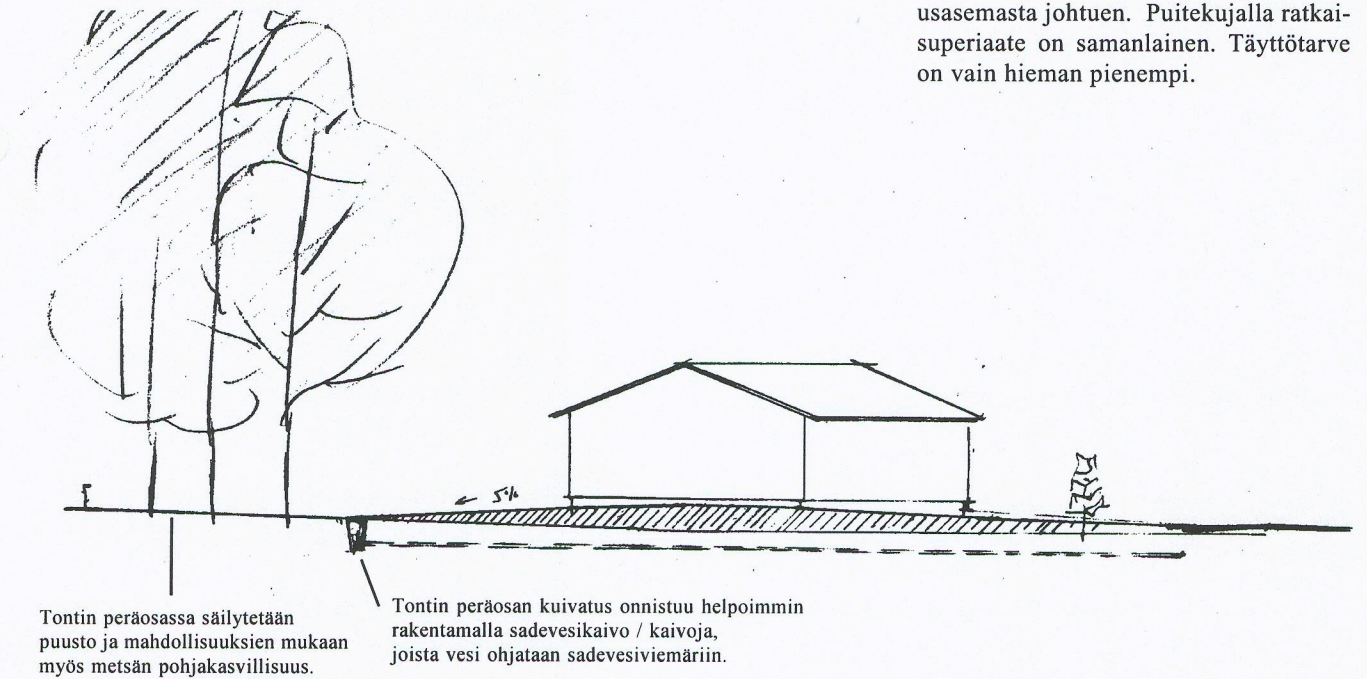 usasemasta johtuen. Puitekujalla ratkai-
superiaate on samanlainen. Täyttötarve
on vain hieman pienempi.
5%
Tontin peräosassa säilytetään
puusto ja mahdollisuuksien mukaan
myös metsän pohjakasvillisuus.
Tontin peräosan kuivatus onnistuu helpoimmin
rakentamalla sadevesikaivo / kaivoja,
joista vesi ohjataan sadevesiviemäriin.